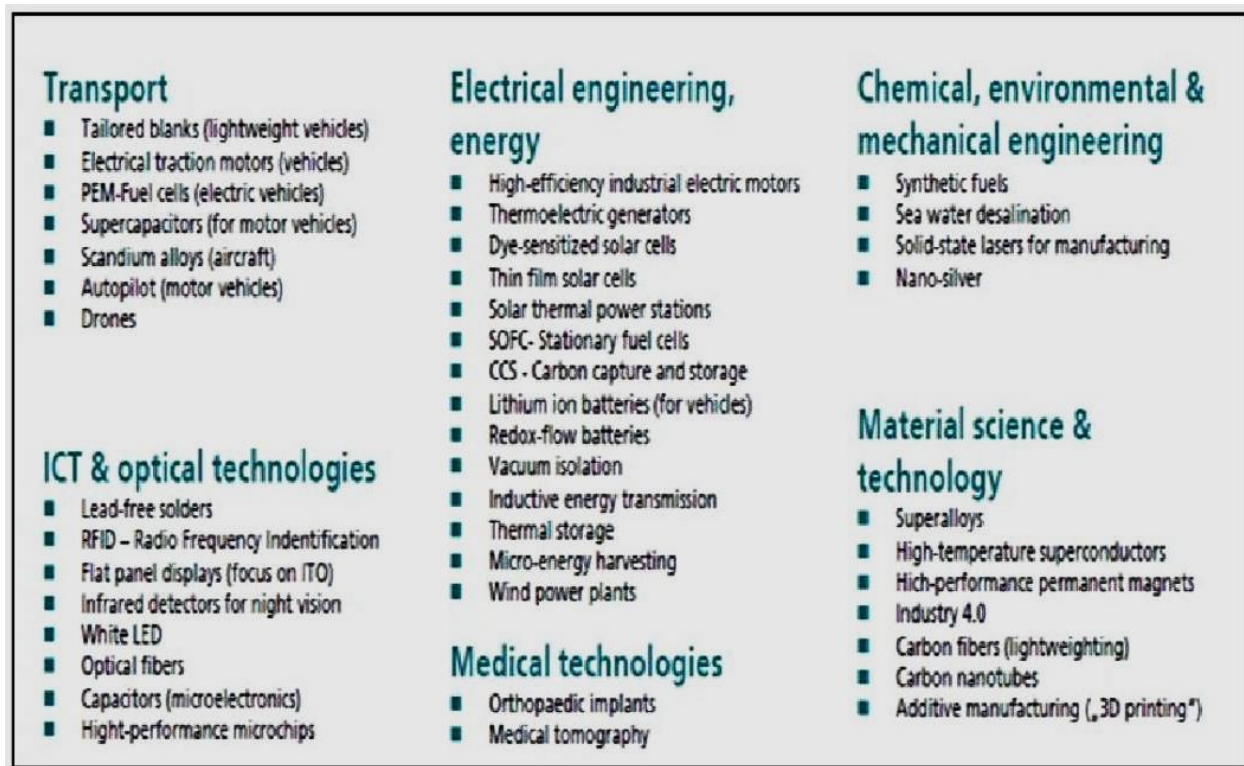 Transport
Tailored blanks (lightweight vehicles)
Electrical traction motors (vehicles)
PEM-Fuel cells (electric vehicles)
Supercapacitors (for motor vehicles)
Scandium alloys (aircraft)
Autopilot (motor vehicles)
Drones
ICT & optical technologies
Lead-free solders
RFID – Radio Frequency Indentification
Flat panel displays (focus on ITO)
Infrared detectors for night vision
White LED
Optical fibers
Capacitors (microelectronics)
Hight-performance microchips
Electrical engineering,
energy
High-efficiency industrial electric motors
Thermoelectric generators
Dye-sensitized solar cells
Thin film solar cells
Solar thermal power stations
SOFC- Stationary fuel cells
CCS - Carbon capture and storage
Lithium ion batteries (for vehicles)
Redox-flow batteries
Vacuum isolation
Inductive energy transmission
Thermal storage
Micro-energy harvesting
Wind power plants
Medical technologies
Orthopaedic implants
Medical tomography
Chemical, environmental &
mechanical engineering
Synthetic fuels
Sea water desalination
Solid-state lasers for manufacturing
Nano-silver
Material science &
technology
Superalloys
High-temperature superconductors
Hich-performance permanent magnets
Industry 4.0
Carbon fibers (lightweighting)
Carbon nanotubes
Additive manufacturing („3D printing")